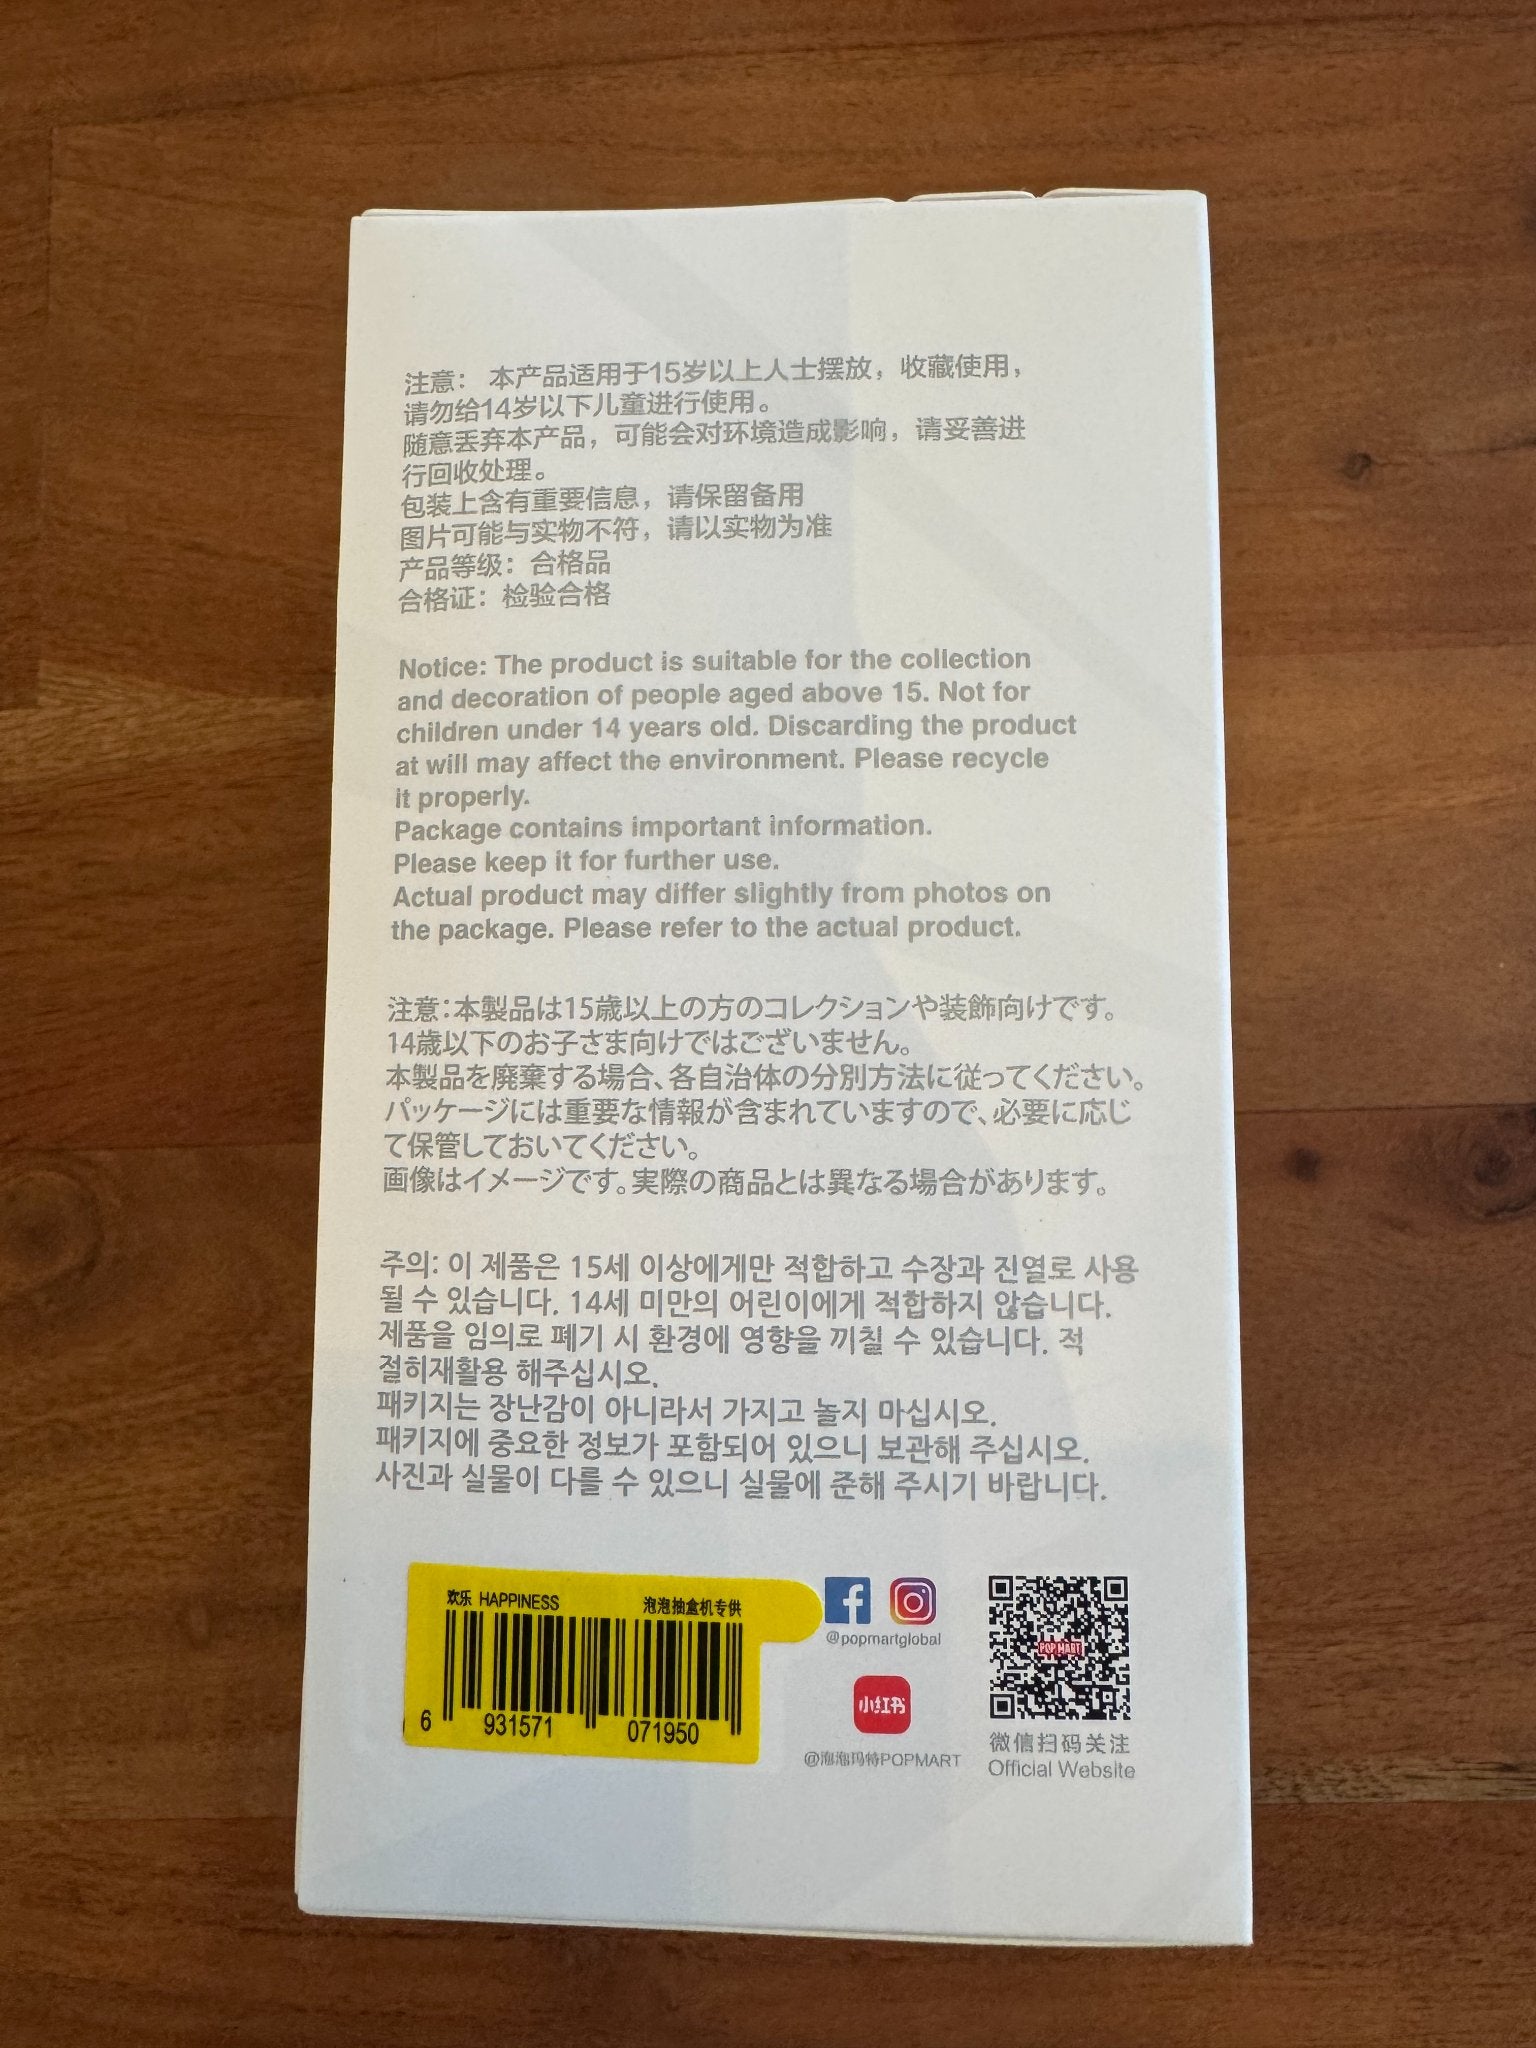 注意： 本产品适用于15岁以上人士摆放，收藏使用，
请勿给14岁以下儿童进行使用。
随意丢弃本产品，可能会对环境造成影响，请妥善进
行回收处理。
包装上含有重要信息，请保留备用
图片可能与实物不符，请以实物为准
产品等级：合格品
合格证：检验合格
Notice: The product is suitable for the collection
and decoration of people aged above 15. Not for
children under 14 years old. Discarding the product
at will may affect the environment. Please recycle
it properly.
Package contains important information.
Please keep it for further use.
Actual product may differ slightly from photos on
the package. Please refer to the actual product.
注意：本製品は15歳以上の方のコレクションや装飾向けです。
14歳以下のお子さま向けではございません。
本製品を廃棄する場合、各自治体の分別方法に従ってください。
パッケージには重要な情報が含まれていますので、必要に応じ
て保管しておいてください。
画像はイメージです。実際の商品とは異なる場合があります。
주의: 이 제품은 15세 이상에게만 적합하고 수장과 진열로 사용
될 수 있습니다. 14세 미만의 어린이에게 적합하지 않습니다.
제품을 임의로 폐기 시 환경에 영향을 끼칠 수 있습니다. 적
절히재활용 해주십시오.
패키지는 장난감이 아니라서 가지고 놀지 마십시오.
패키지에 중요한 정보가 포함되어 있으니 보관해 주십시오.
사진과 실물이 다를 수 있으니 실물에 준해 주시기 바랍니다.
欢乐 HAPPINESS 泡泡抽盒机专供
6 931571 071950
@popmartglobal
小红书
@泡泡玛特POPMART
POP MART
微信扫码关注
Official Website